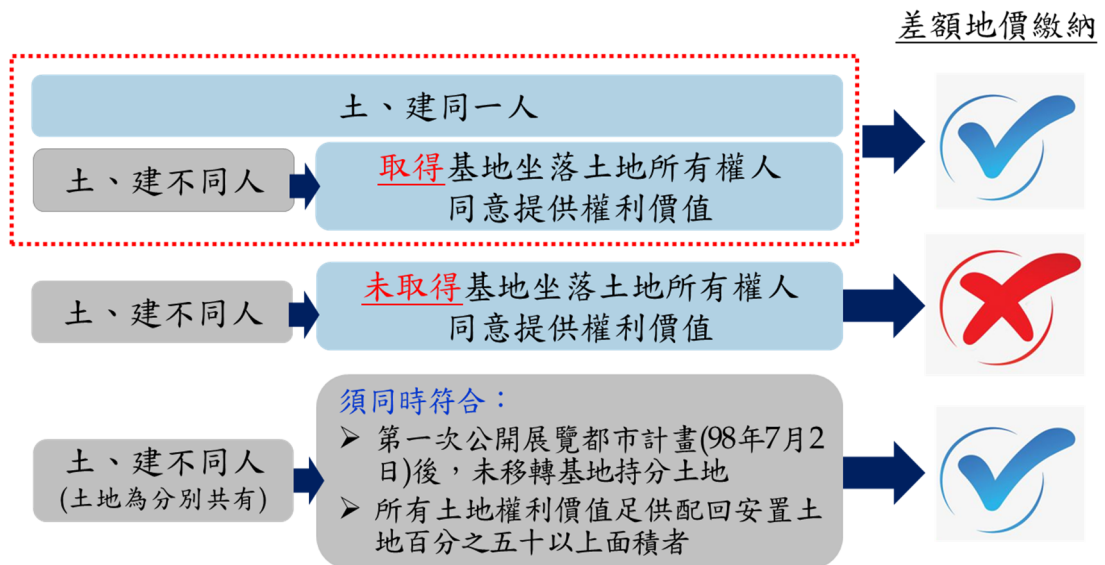 差額地價繳納
土、建同一人
土、建不同人
取得基地坐落土地所有權人
同意提供權利價值
土、建不同人
未取得基地坐落土地所有權人
同意提供權利價值
土、建不同人
(土地為分別共有)
須同時符合：
➢ 第一次公開展覽都市計畫(98年7月2
日)後，未移轉基地持分土地
➢ 所有土地權利價值足供配回安置土
地百分之五十以上面積者